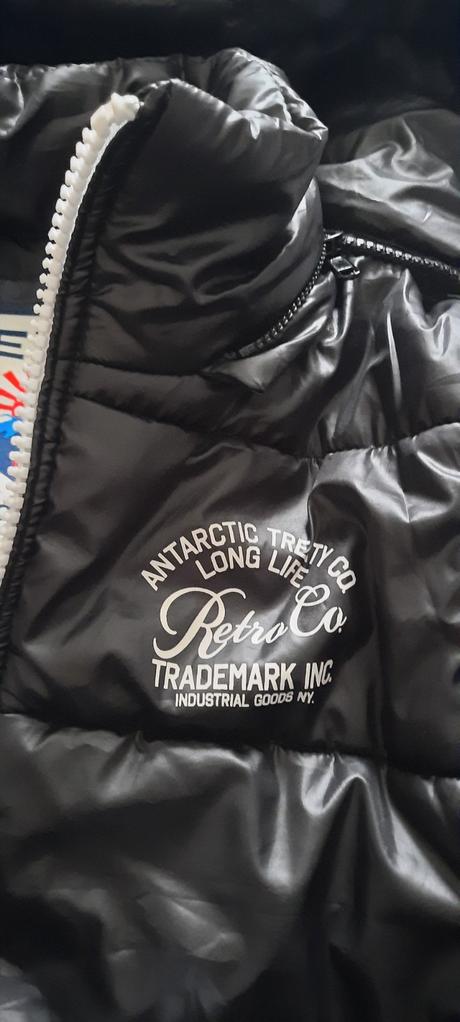 ANTARCTIC TRETY CO.
LONG LIFE
Retro Co.
TRADEMARK INC.
INDUSTRIAL GOODS NY.